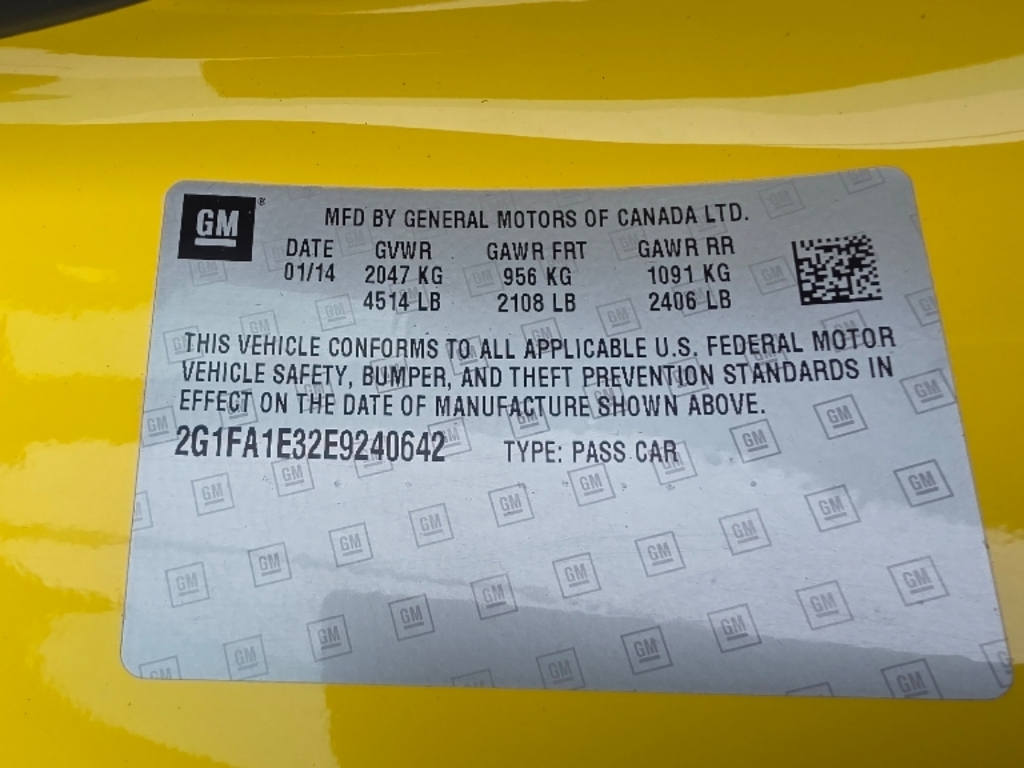 GM
MFD BY GENERAL MOTORS OF CANADA LTD.
DATE GVWR GAWR FRT GAWR RR
01/14 2047 KG 956 KG 1091 KG
4514 LB 2108 LB 2406 LB
THIS VEHICLE CONFORMS TO ALL APPLICABLE U.S. FEDERAL MOTOR
VEHICLE SAFETY, BUMPER, AND THEFT PREVENTION STANDARDS IN
EFFECT ON THE DATE OF MANUFACTURE SHOWN ABOVE.
2G1FA1E32E9240642 TYPE: PASS CAR